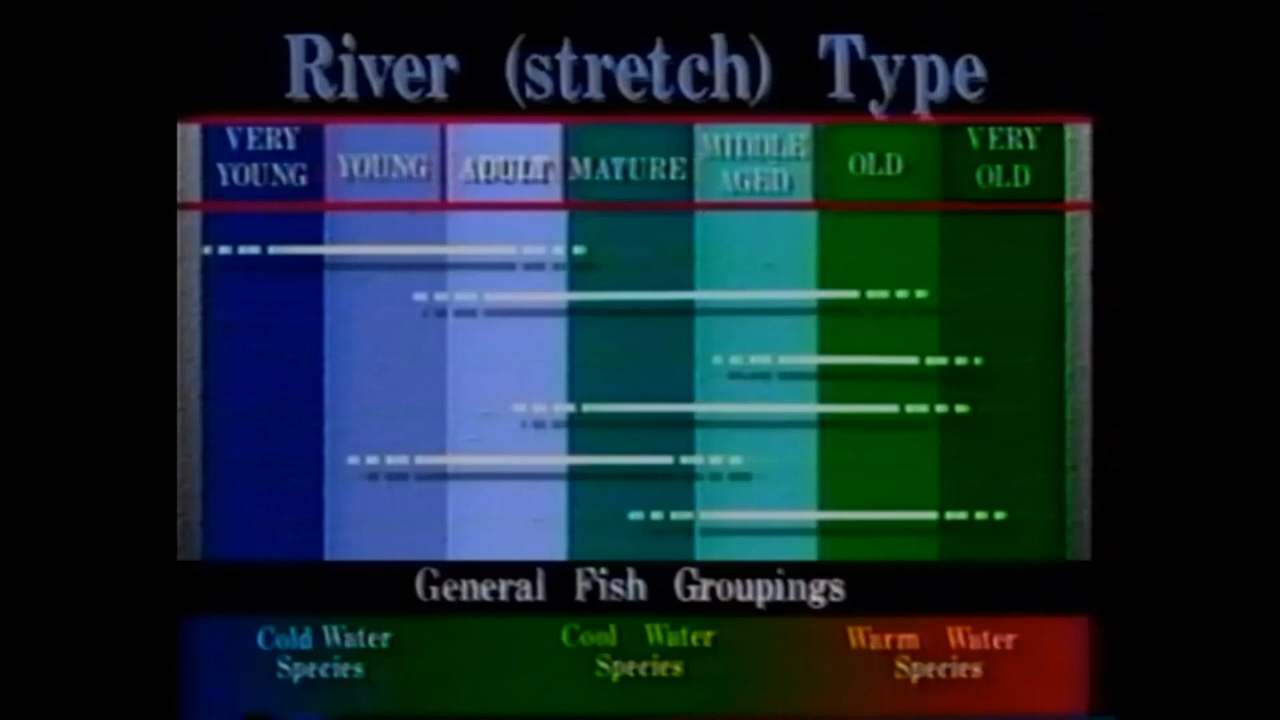 River (stretch) Type
VERY YOUNG
YOUNG
ADULT
MATURE
MIDDLE AGED
OLD
VERY OLD
General Fish Groupings
Cold Water Species
Cool Water Species
Warm Water Species